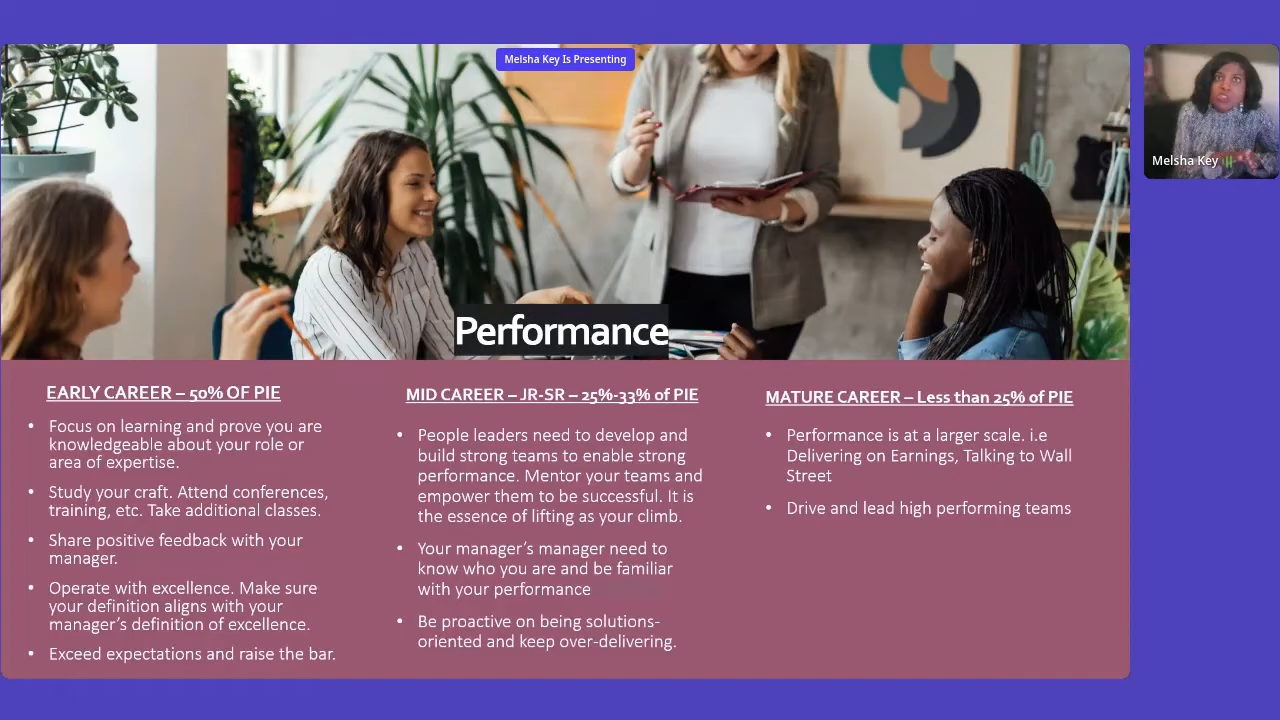 Melsha Key Is Presenting
Melsha Key
Performance
EARLY CAREER – 50% OF PIE
• Focus on learning and prove you are
knowledgeable about your role or
area of expertise.
• Study your craft. Attend conferences,
training, etc. Take additional classes.
• Share positive feedback with your
manager.
• Operate with excellence. Make sure
your definition aligns with your
manager's definition of excellence.
• Exceed expectations and raise the bar.
MID CAREER – JR-SR – 25%-33% of PIE
• People leaders need to develop and
build strong teams to enable strong
performance. Mentor your teams and
empower them to be successful. It is
the essence of lifting as your climb.
• Your manager's manager need to
know who you are and be familiar
with your performance
• Be proactive on being solutions-
oriented and keep over-delivering.
MATURE CAREER – Less than 25% of PIE
• Performance is at a larger scale. i.e
Delivering on Earnings, Talking to Wall
Street
• Drive and lead high performing teams